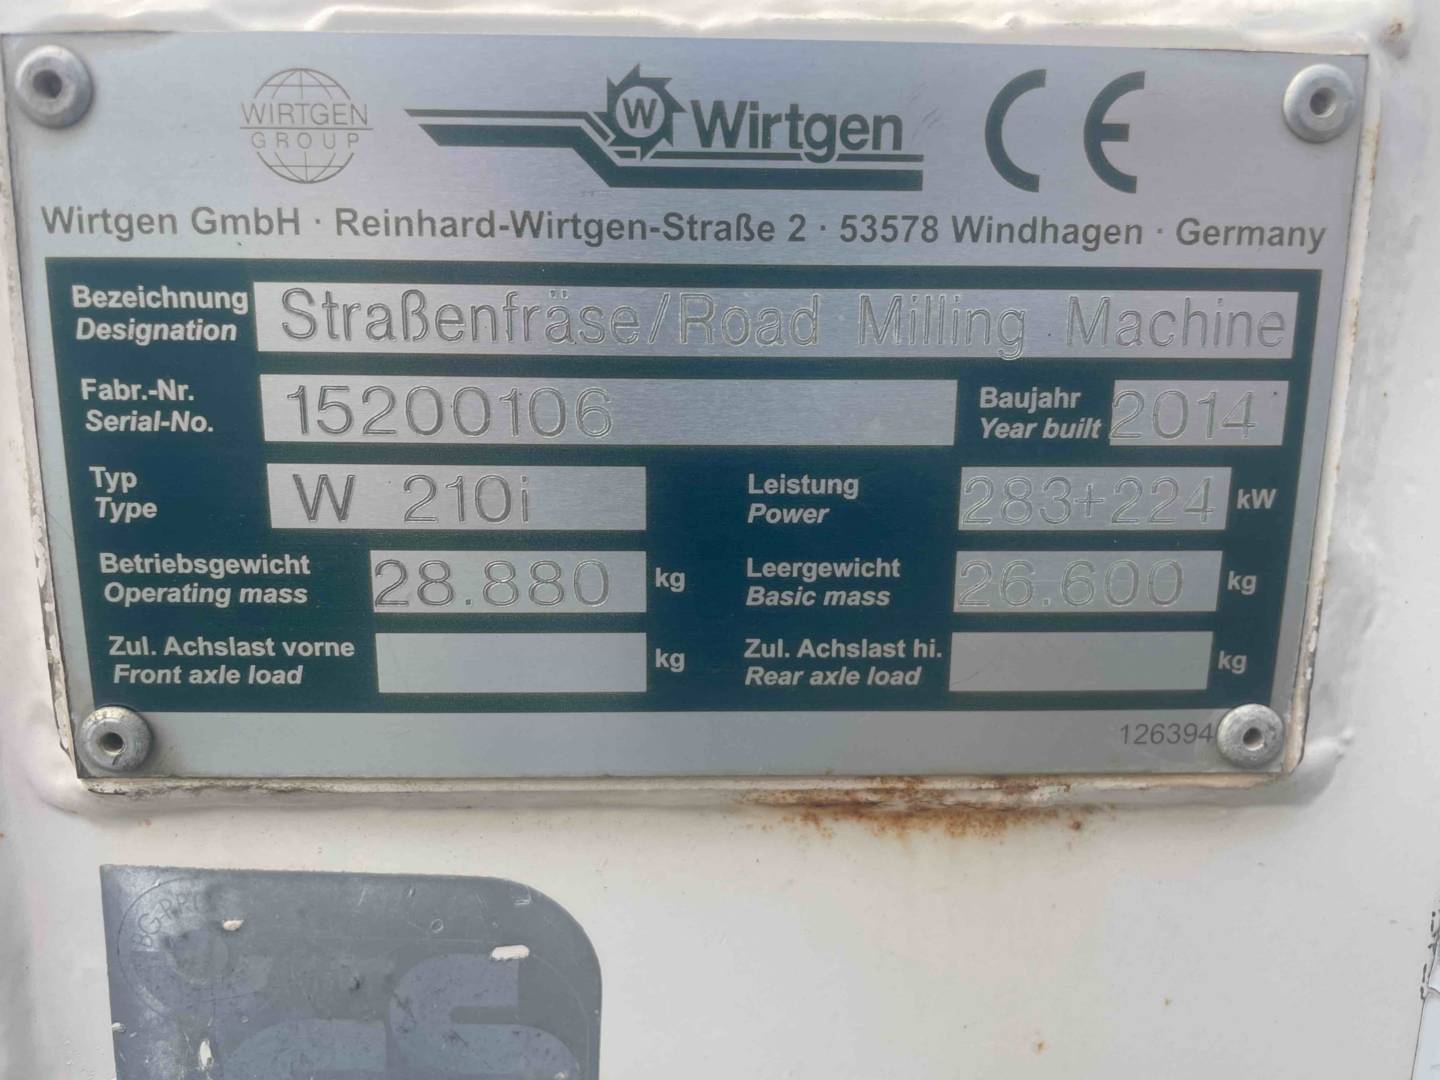 WIRTGEN
GROUP
W Wirtgen CE
Wirtgen GmbH · Reinhard-Wirtgen-Straße 2 · 53578 Windhagen · Germany
Bezeichnung Straßenfräse/Road Milling Machine
Designation
Fabr.-Nr. 15200106 Baujahr 2014
Serial-No. Year built
Typ W 210i Leistung 283+224 kW
Type Power
Betriebsgewicht 28.880 kg Leergewicht 26.600 kg
Operating mass Basic mass
Zul. Achslast vorne kg Zul. Achslast hi. kg
Front axle load Rear axle load
126394